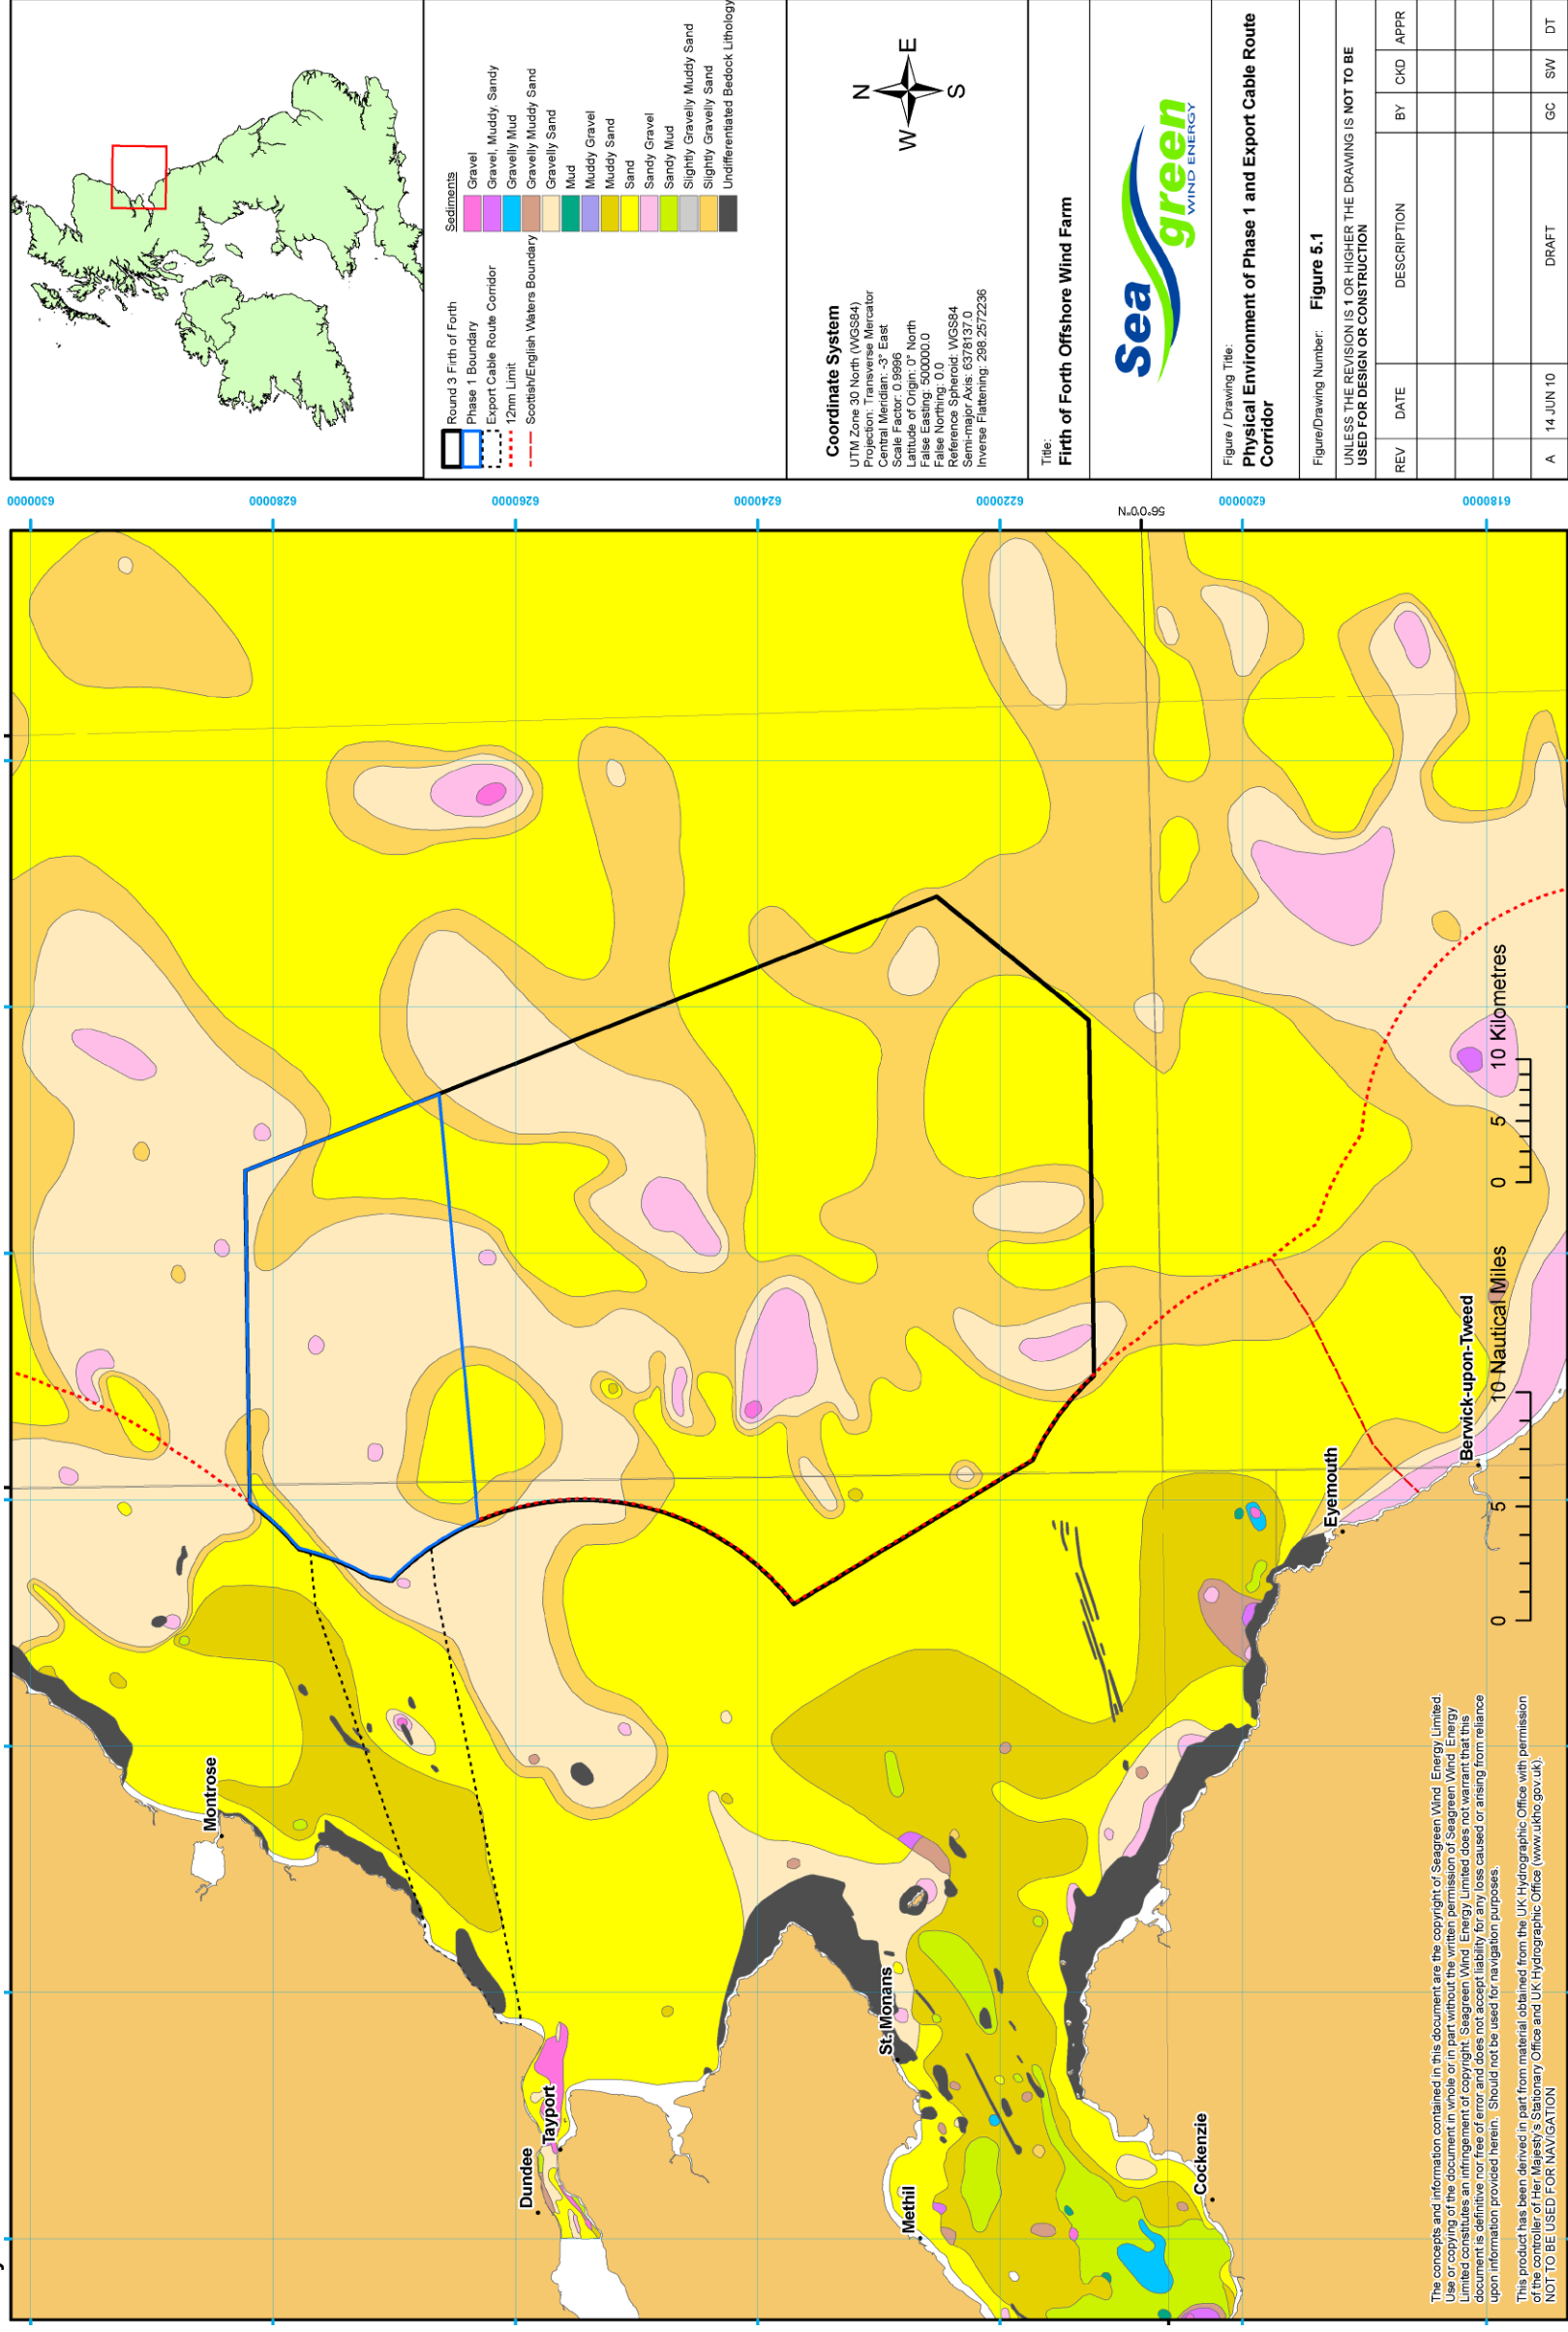 6300000
6280000
6260000
6240000
6220000
6200000
6180000
56°0'0"N
Montrose
Dundee
Tayport
St. Monans
Methil
Cockenzie
Eyemouth
Berwick-upon-Tweed
0 5 10 Nautical Miles
0 5 10 Kilometres
The concepts and information contained in this document are the copyright of Seagreen Wind Energy Limited.
Use or copying of the document in whole or in part without the written permission of Seagreen Wind Energy
Limited constitutes an infringement of copyright. Seagreen Wind Energy Limited does not warrant that this
document is definitive nor free of error and does not accept liability for any loss caused or arising from reliance
upon information provided herein. Should not be used for navigation purposes.
This product has been derived in part from material obtained from the UK Hydrographic Office with permission
of the controller of Her Majesty's Stationary Office and UK Hydrographic Office (www.ukho.gov.uk).
NOT TO BE USED FOR NAVIGATION
Round 3 Firth of Forth
Phase 1 Boundary
Export Cable Route Corridor
12nm Limit
Scottish/English Waters Boundary
Sediments
Gravel
Gravel, Muddy, Sandy
Gravelly Mud
Gravelly Muddy Sand
Gravelly Sand
Mud
Muddy Gravel
Muddy Sand
Sand
Sandy Gravel
Sandy Mud
Slightly Gravelly Muddy Sand
Slightly Gravelly Sand
Undifferentiated Bedock Lithology
Coordinate System
UTM Zone 30 North (WGS84)
Projection: Transverse Mercator
Central Meridian: -3° East
Scale Factor: 0.9996
Latitude of Origin: 0° North
False Easting: 500000.0
False Northing: 0.0
Reference Spheroid: WGS84
Semi-major Axis: 6378137.0
Inverse Flattening: 298.2572236
N
W E
S
Title:
Firth of Forth Offshore Wind Farm
Sea
green
WIND ENERGY
Figure / Drawing Title:
Physical Environment of Phase 1 and Export Cable Route
Corridor
Figure/Drawing Number: Figure 5.1
UNLESS THE REVISION IS 1 OR HIGHER THE DRAWING IS NOT TO BE
USED FOR DESIGN OR CONSTRUCTION
REV DATE DESCRIPTION BY CKD APPR
A 14 JUN 10 DRAFT GC SW DT